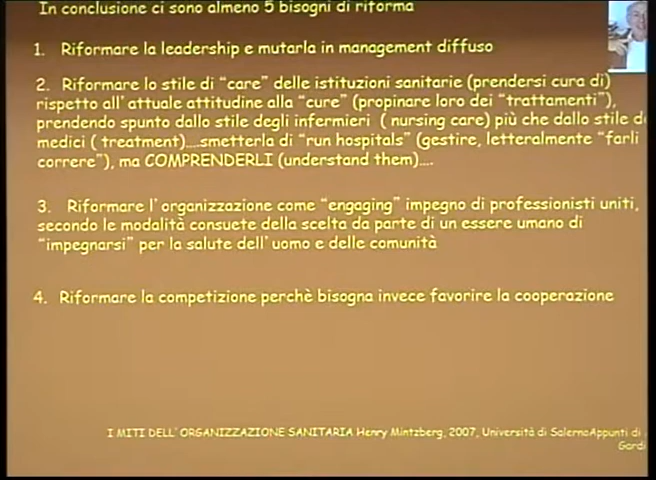 In conclusione ci sono almeno 5 bisogni di riforma
1. Riformare la leadership e mutarla in management diffuso
2. Riformare lo stile di “care” delle istituzioni sanitarie (prendersi cura di)
rispetto all’attuale attitudine alla “cure” (propinare loro dei “trattamenti”),
prendendo spunto dallo stile degli infermieri ( nursing care) più che dallo stile
medici ( treatment)....smetterla di “run hospitals” (gestire, letteralmente “farli
correre”), ma COMPRENDERLI (understand them)....
3. Riformare l’organizzazione come “engaging” impegno di professionisti uniti,
secondo le modalità consuete della scelta da parte di un essere umano di
“impegnarsi” per la salute dell’uomo e delle comunità
4. Riformare la competizione perchè bisogna invece favorire la cooperazione
I MITI DELL’ORGANIZZAZIONE SANITARIA Henry Mintzberg, 2007, Università di SalernoAppunti di